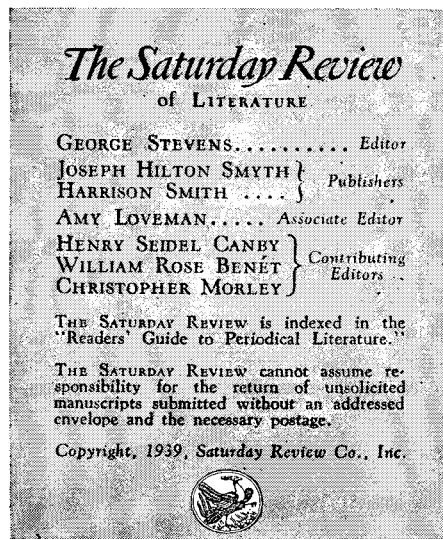 The Saturday Review
of LITERATURE
GEORGE STEVENS.......... Editor
JOSEPH HILTON SMYTH
HARRISON SMITH .... } Publishers
AMY LOVEMAN..... Associate Editor
HENRY SEIDEL CANBY
WILLIAM ROSE BENÉT } Contributing Editors
CHRISTOPHER MORLEY
THE SATURDAY REVIEW is indexed in the
"Readers' Guide to Periodical Literature."
THE SATURDAY REVIEW cannot assume re-
sponsibility for the return of unsolicited
manuscripts submitted without an addressed
envelope and the necessary postage.
Copyright, 1939, Saturday Review Co., Inc.